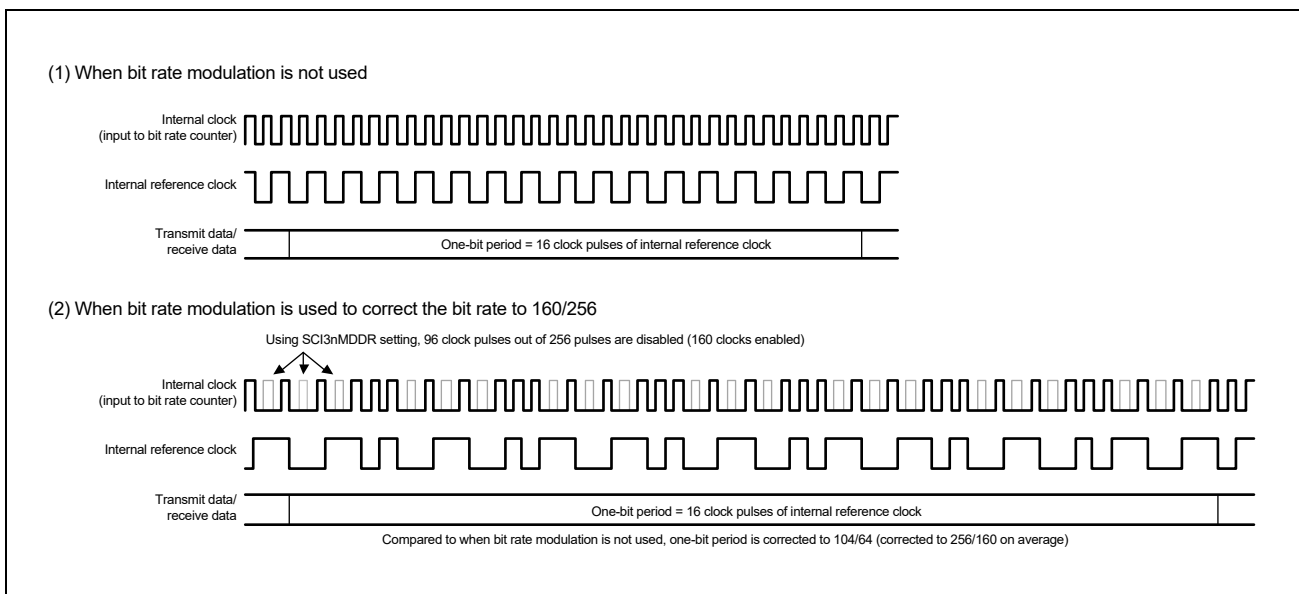 (1) When bit rate modulation is not used
Internal clock
(input to bit rate counter)
Internal reference clock
Transmit data/
receive data
One-bit period = 16 clock pulses of internal reference clock
(2) When bit rate modulation is used to correct the bit rate to 160/256
Using SCI3nMDDR setting, 96 clock pulses out of 256 pulses are disabled (160 clocks enabled)
Internal clock
(input to bit rate counter)
Internal reference clock
Transmit data/
receive data
One-bit period = 16 clock pulses of internal reference clock
Compared to when bit rate modulation is not used, one-bit period is corrected to 104/64 (corrected to 256/160 on average)